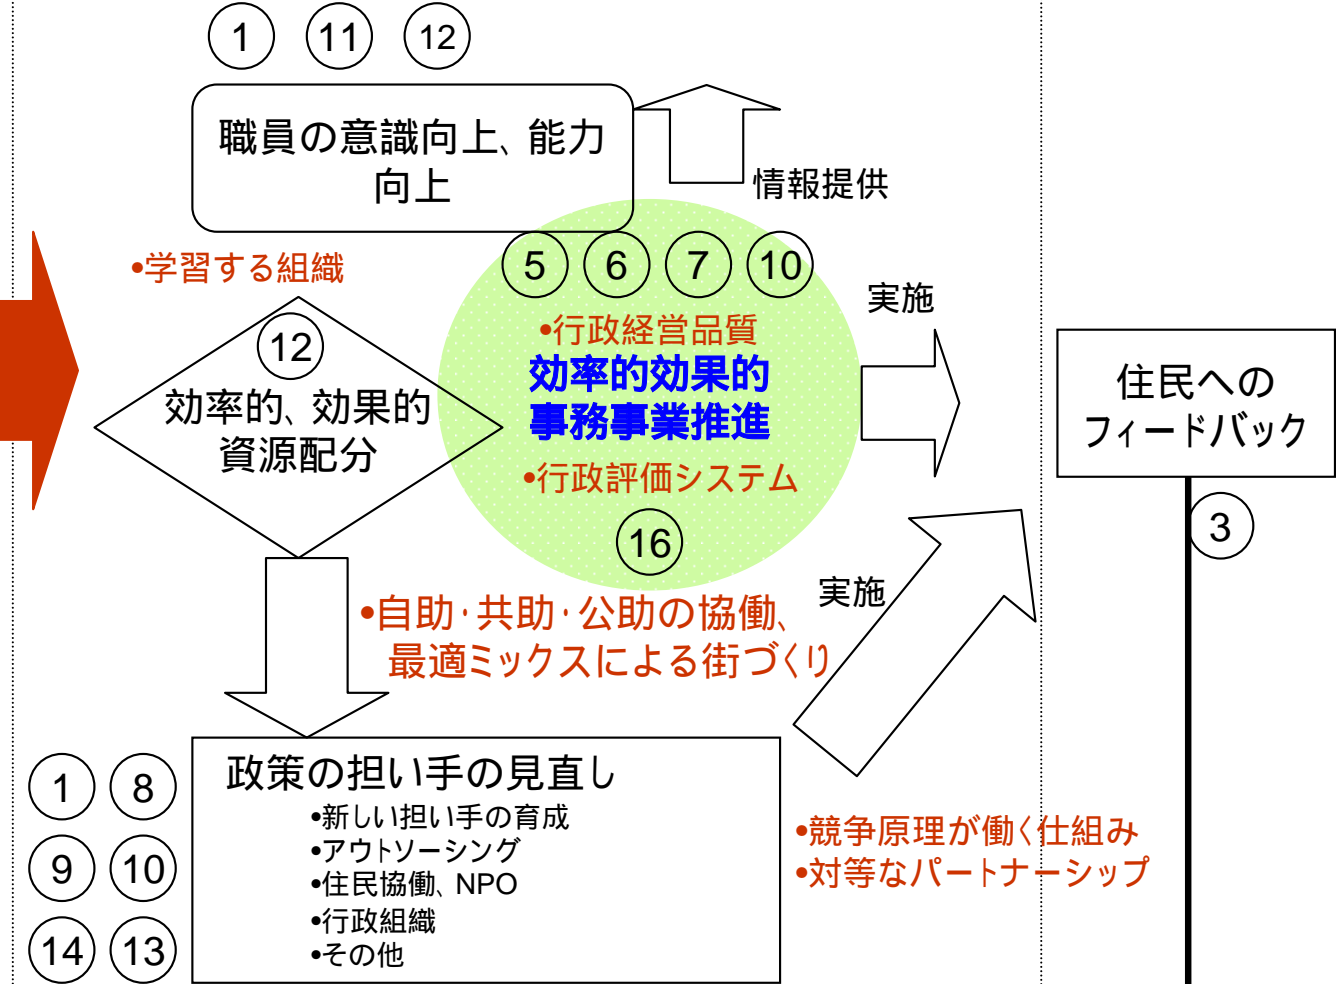 1 11 12
職員の意識向上、能力
向上
情報提供
•学習する組織
5 6 7 10
実施
12
効率的、効果的
資源配分
•行政経営品質
効率的効果的
事務事業推進
•行政評価システム
16
住民への
フィードバック
3
実施
•自助・共助・公助の協働、
最適ミックスによる街づくり
1 8
9 10
14 13
政策の担い手の見直し
•新しい担い手の育成
•アウトソーシング
•住民協働、NPO
•行政組織
•その他
•競争原理が働く仕組み
•対等なパートナーシップ